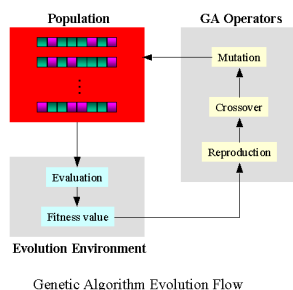 Population
GA Operators
Mutation
Crossover
Reproduction
Evaluation
Fitness value
Evolution Environment
Genetic Algorithm Evolution Flow